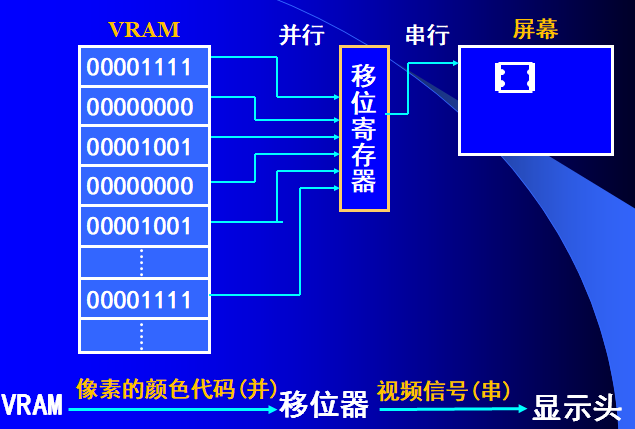 VRAM
并行
串行
屏幕
00001111
00000000
00001001
00000000
00001001
00001111
移位寄存器
像素的颜色代码(并)
视频信号(串)
VRAM
移位器
显示头